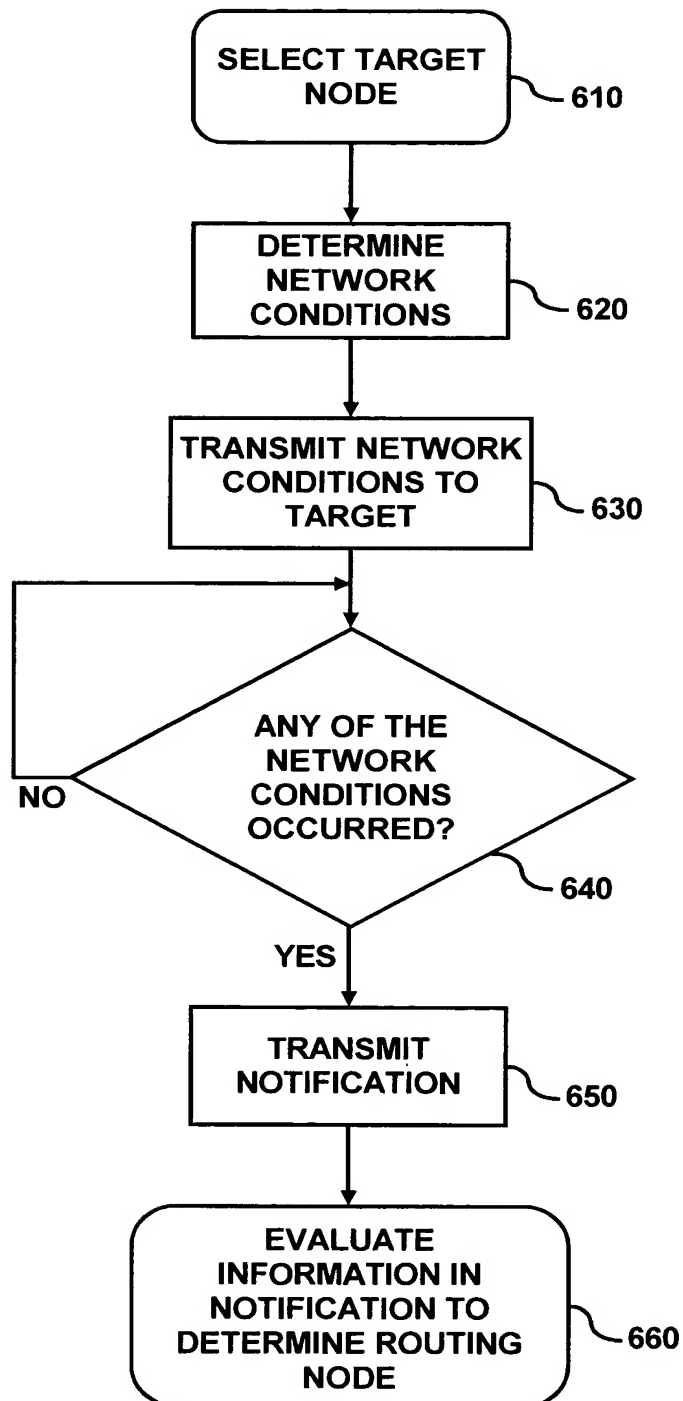 SELECT TARGET
NODE
610
DETERMINE
NETWORK
CONDITIONS
620
TRANSMIT NETWORK
CONDITIONS TO
TARGET
630
ANY OF THE
NETWORK
CONDITIONS
OCCURRED?
NO
640
YES
TRANSMIT
NOTIFICATION
650
EVALUATE
INFORMATION IN
NOTIFICATION TO
DETERMINE ROUTING
NODE
660